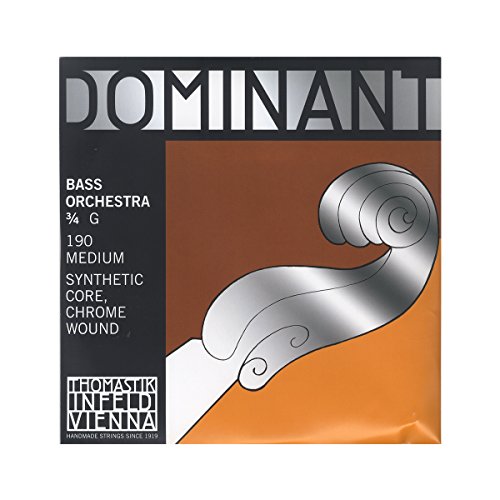 DOMINANT
BASS
ORCHESTRA
¾ G
190
MEDIUM
SYNTHETIC
CORE,
CHROME
WOUND
THOMASTIK
INFELD
VIENNA
HANDMADE STRINGS SINCE 1919